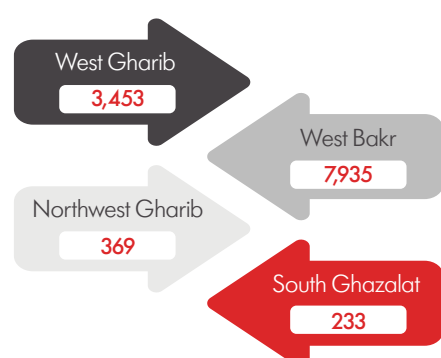 West Gharib
3,453
West Bakr
7,935
Northwest Gharib
369
South Ghazalat
233